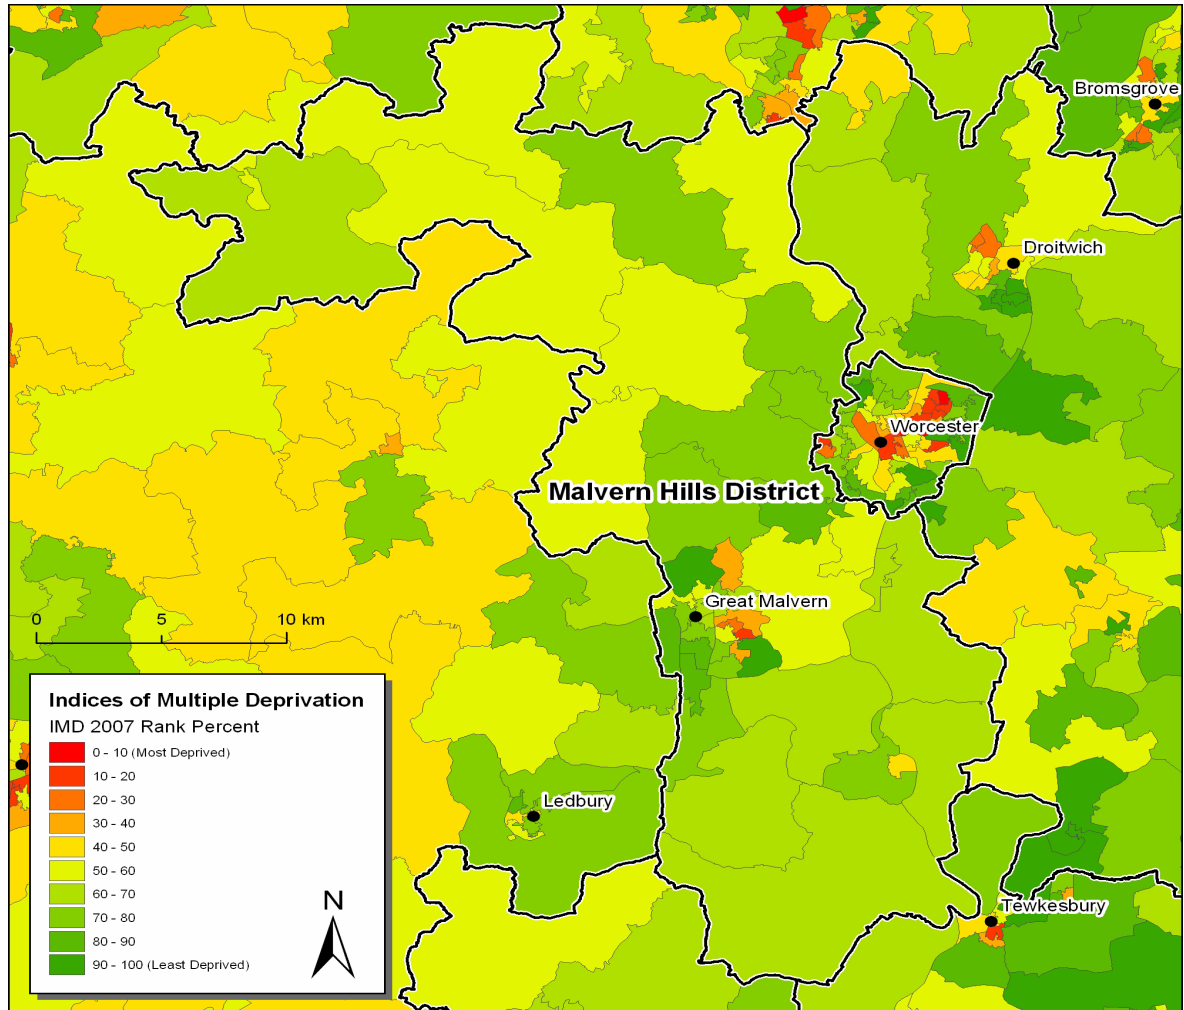 Bromsgrove
Droitwich
Worcester
Malvern Hills District
Great Malvern
0 5 10 km
Indices of Multiple Deprivation
IMD 2007 Rank Percent
0 - 10 (Most Deprived)
10 - 20
20 - 30
30 - 40
40 - 50
50 - 60
60 - 70
70 - 80
80 - 90
90 - 100 (Least Deprived)
N
Ledbury
Tewkesbury